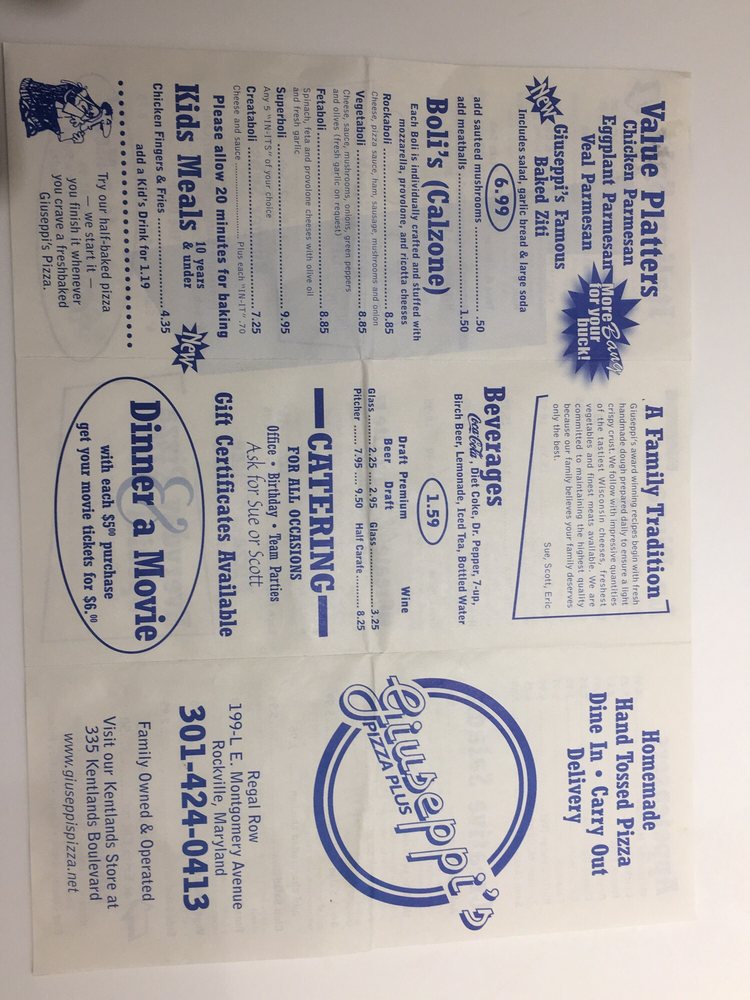 Value Platters
Chicken Parmesan
Eggplant Parmesan
Veal Parmesan
More Bang
for your
buck!
New
Giuseppi's Famous
Baked Ziti
Includes salad, garlic bread & large soda
6.99
add sauteed mushrooms .50
add meatballs 1.50
Boli's (Calzone)
Each Boli is individually crafted and stuffed with
mozzarella, provolone, and ricotta cheeses
Rockaboli 8.85
Cheese, pizza sauce, ham, sausage, mushrooms and onion
Vegetaboli 8.85
Cheese, sauce, mushrooms, onions, green peppers
and olives (fresh garlic on request)
Fetaboli 8.85
Spinach, feta and provolone cheeses with olive oil
and fresh garlic
Superboli 9.95
Any 5 "IN-ITS" of your choice
Creataboli 7.25
Cheese and sauce Plus each "IN-IT" .70
Please allow 20 minutes for baking
Kids Meals 10 years & under
New
Chicken Fingers & Fries 4.35
add a Kid's Drink for 1.19
Try our half-baked pizza
— we start it —
you finish it whenever
you crave a freshbaked
Giuseppi's Pizza.
A Family Tradition
Giuseppi's award winning recipes begin with fresh
handmade dough prepared daily to ensure a light
crispy crust. We follow with impressive quantities
of the tastiest Wisconsin cheeses, freshest
vegetables and finest meats available. We are
committed to maintaining the highest quality
because our family believes your family deserves
only the best.
Sue, Scott, Eric
Beverages
Coca-Cola, Diet Coke, Dr. Pepper, 7-up,
Birch Beer, Lemonade, Iced Tea, Bottled Water
1.59
Draft Premium
Beer Draft Wine
Glass 2.25 2.95 Glass 3.25
Pitcher 7.95 9.50 Half Carafe 8.25
CATERING
FOR ALL OCCASIONS
Office • Birthday • Team Parties
Ask for Sue or Scott
Gift Certificates Available
Dinner & a Movie
with each $5.00 purchase
get your movie tickets for $6.00
Homemade
Hand Tossed Pizza
Dine In • Carry Out
Delivery
Giuseppi's
PIZZA PLUS
Regal Row
199-L E. Montgomery Avenue
Rockville, Maryland
301-424-0413
Family Owned & Operated
Visit our Kentlands Store at
335 Kentlands Boulevard
www.giuseppispizza.net